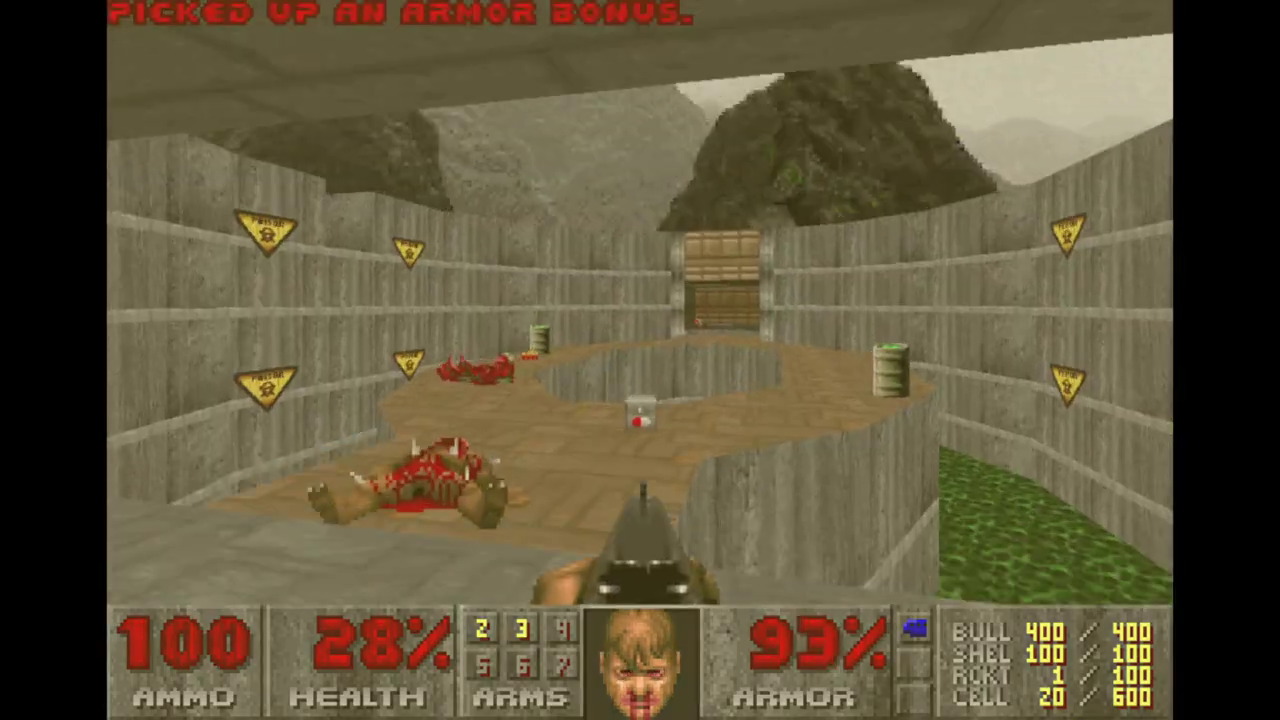 PICKED UP AN ARMOR BONUS.
100 28% 2 3 4 93% BULL 400 / 400
5 6 7 SHEL 100 / 100
RCKT 1 / 100
AMMO HEALTH ARMS ARMOR CELL 20 / 600